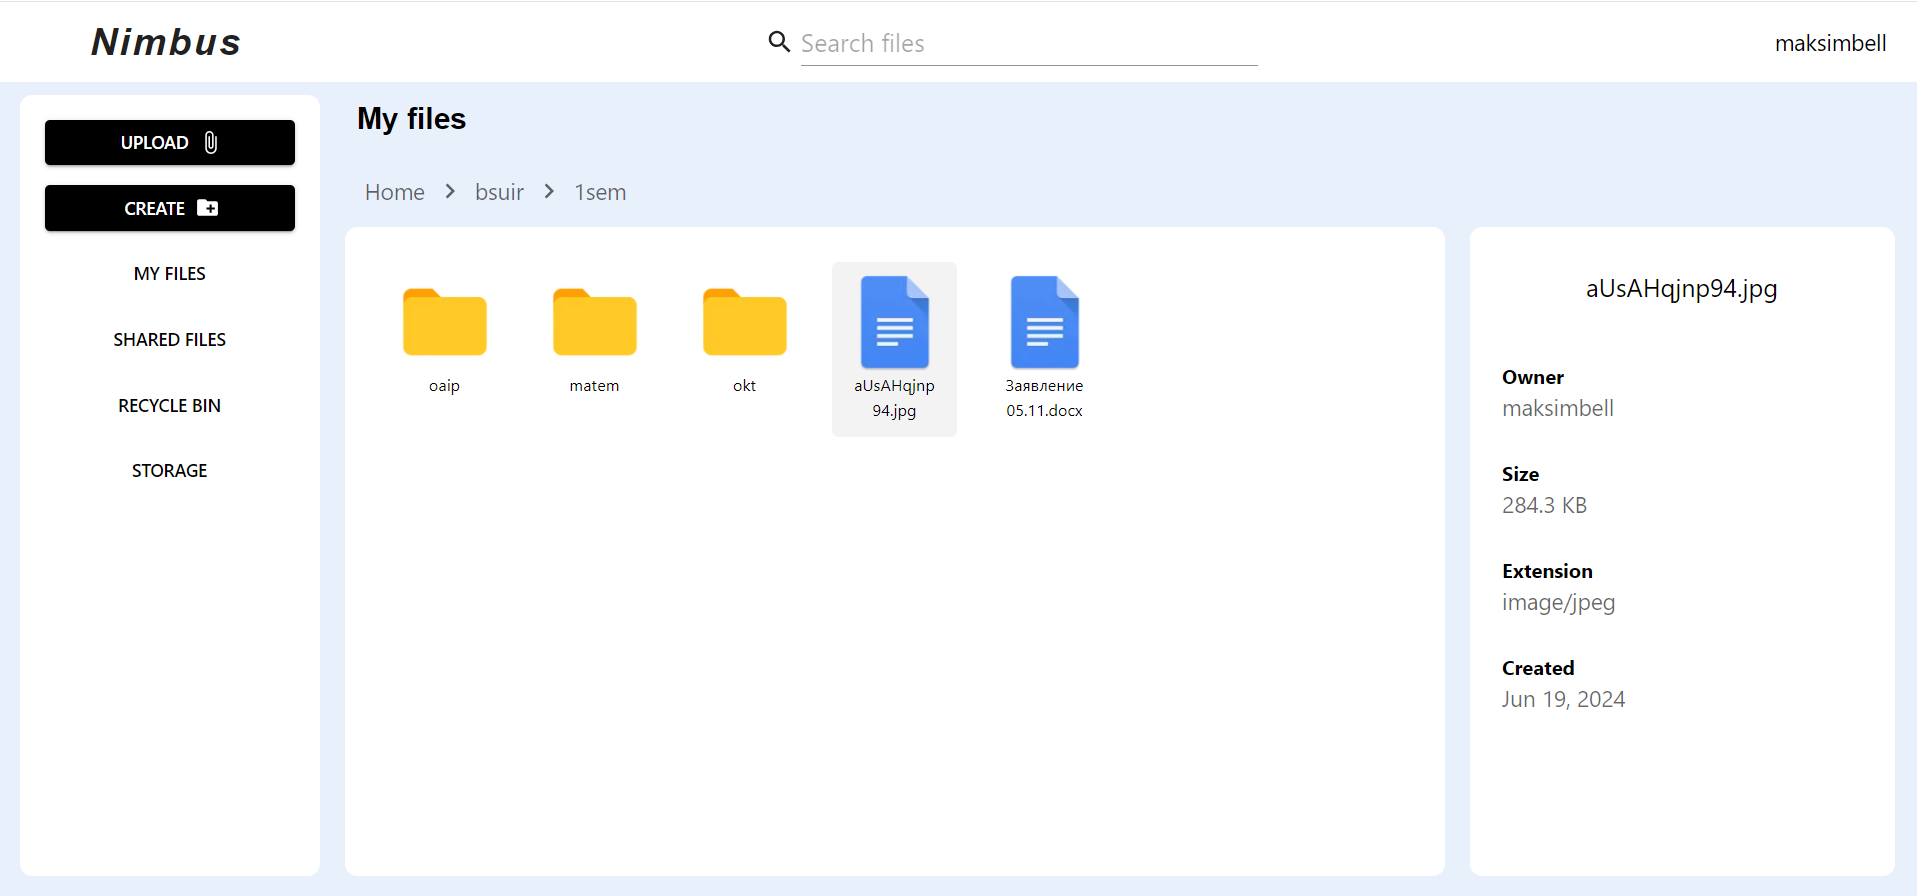 Nimbus
Search files
maksimbell
UPLOAD
CREATE
MY FILES
SHARED FILES
RECYCLE BIN
STORAGE
My files
Home > bsuir > 1sem
oaip
matem
okt
aUsAHqjnp
94.jpg
Заявление
05.11.docx
aUsAHqjnp94.jpg
Owner
maksimbell
Size
284.3 KB
Extension
image/jpeg
Created
Jun 19, 2024